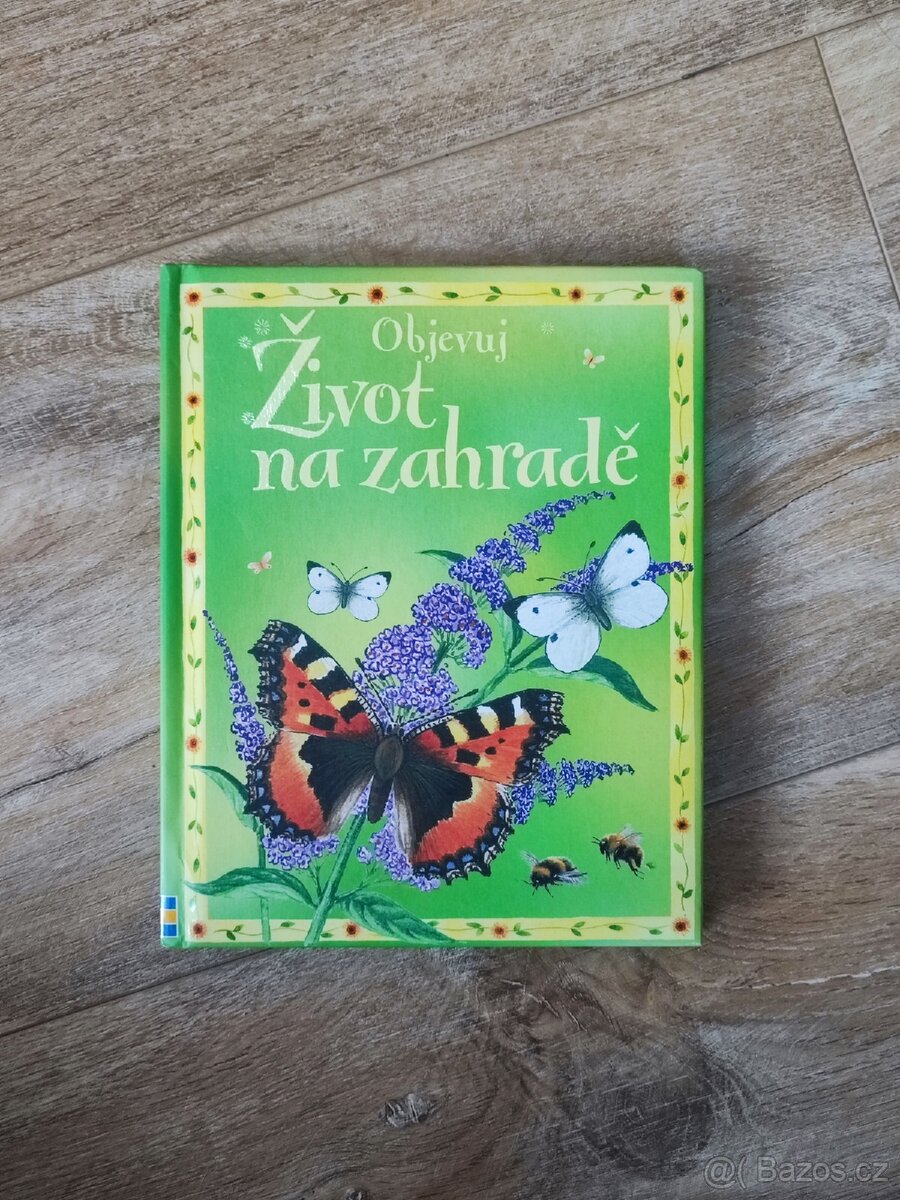 Objevuj
Život
na zahradě
@( Bazos.cz